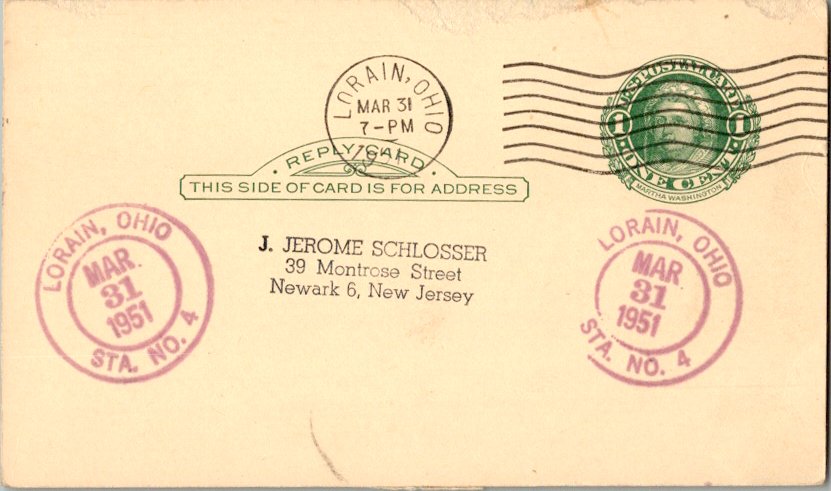 LORAIN, OHIO
MAR 31
7-PM
REPLY CARD
THIS SIDE OF CARD IS FOR ADDRESS
U.S. POSTAL CARD
1 1
ONE CENT
MARTHA WASHINGTON
J. JEROME SCHLOSSER
39 Montrose Street
Newark 6, New Jersey
LORAIN, OHIO
MAR
31
1951
STA. NO. 4
LORAIN, OHIO
MAR
31
1951
STA. NO. 4